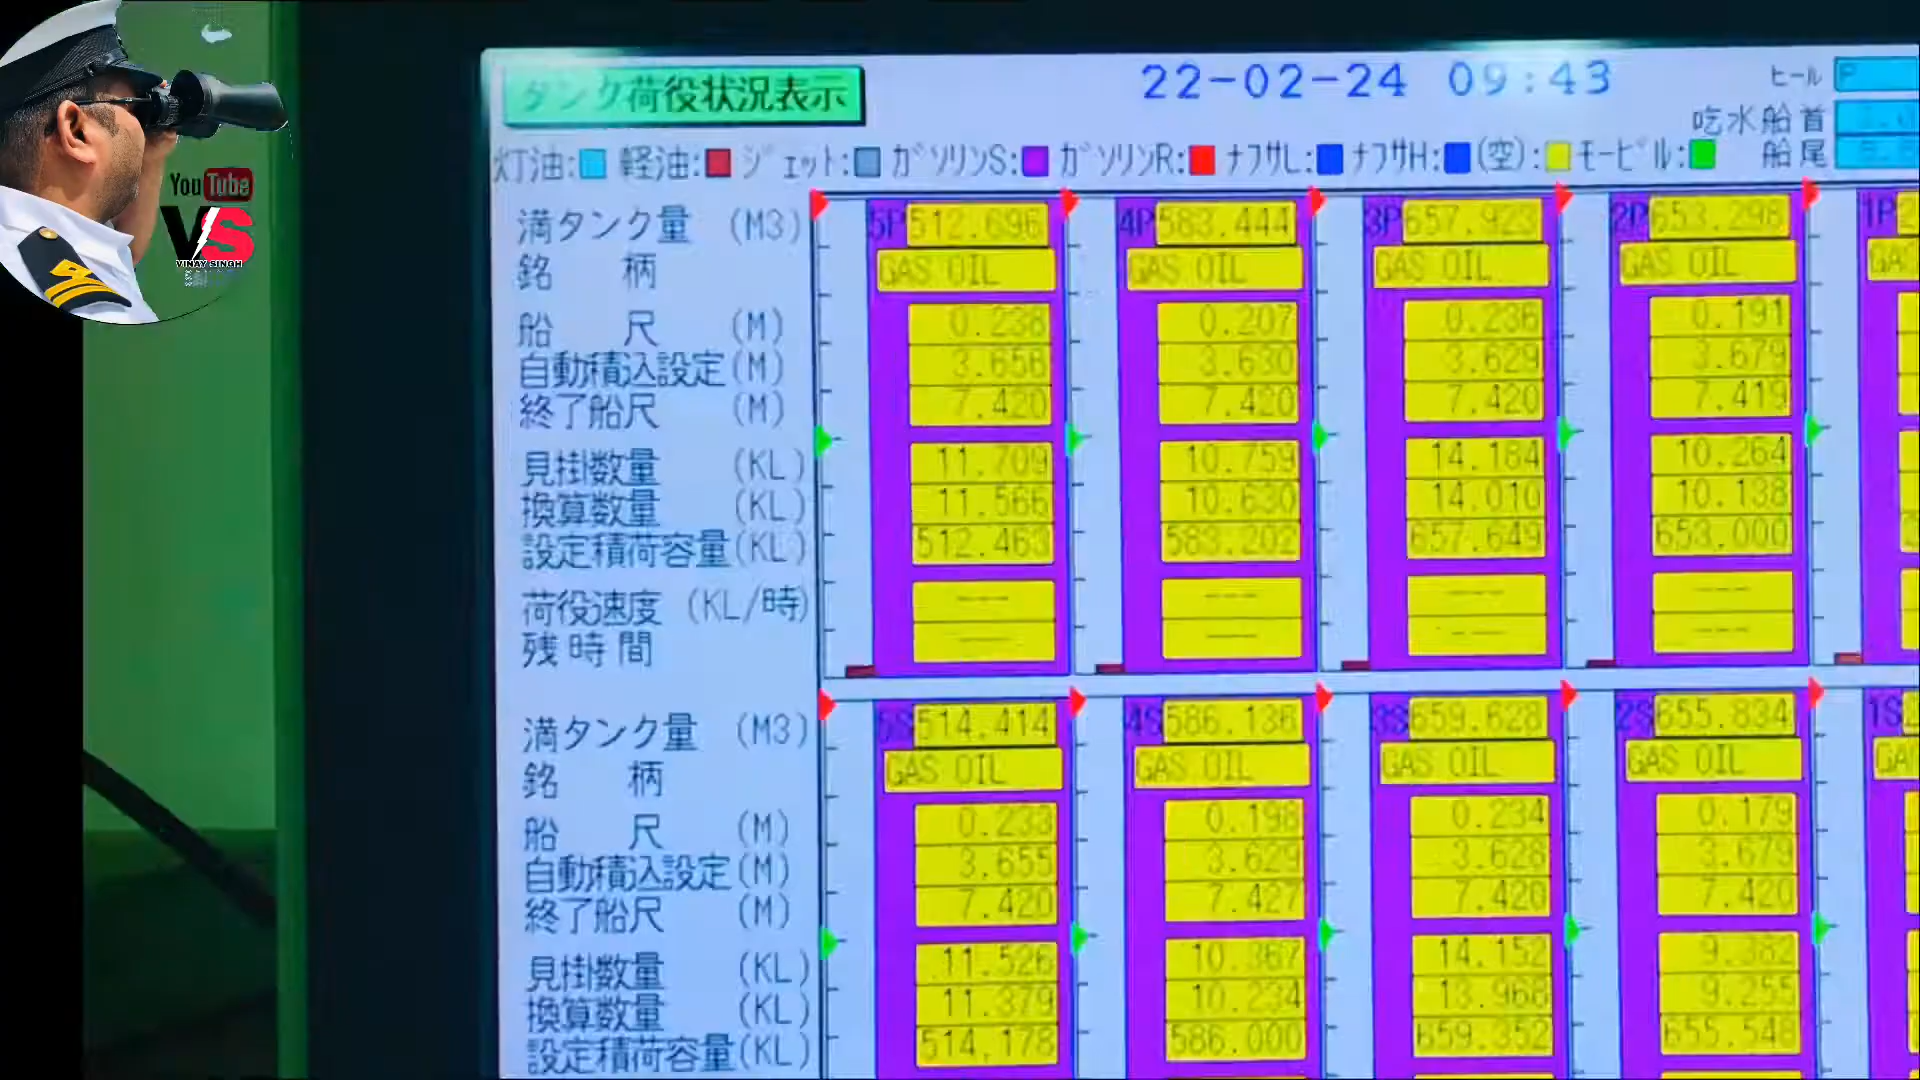 タンク荷役状況表示 22-02-24 09:43 ヒール P
吃水船首
灯油: 軽油: ジェット: ガソリンS: ガソリンR: ナフサL: ナフサH: (空): モービル: 船尾
満タンク量 (M3) 5P 512.696 4P 583.444 3P 657.923 2P 653.298 1P
銘柄 GAS OIL GAS OIL GAS OIL GAS OIL GAS
船尺 (M) 0.238 0.207 0.236 0.191
自動積込設定 (M) 3.656 3.630 3.629 3.679
終了船尺 (M) 7.420 7.420 7.420 7.419
見掛数量 (KL) 11.709 10.759 14.184 10.264
換算数量 (KL) 11.566 10.630 14.010 10.138
設定積荷容量 (KL) 512.463 583.202 657.649 653.000
荷役速度 (KL/時) --- --- --- ---
残時間 --- --- --- ---
満タンク量 (M3) 5S 514.414 4S 586.136 3S 659.628 2S 655.834 1S
銘柄 GAS OIL GAS OIL GAS OIL GAS OIL GA
船尺 (M) 0.233 0.198 0.234 0.179
自動積込設定 (M) 3.655 3.629 3.628 3.679
終了船尺 (M) 7.420 7.427 7.420 7.420
見掛数量 (KL) 11.526 10.367 14.152 9.382
換算数量 (KL) 11.379 10.234 13.968 9.255
設定積荷容量 (KL) 514.178 586.000 659.352 655.548
YouTube
VS
VINAY SINGH